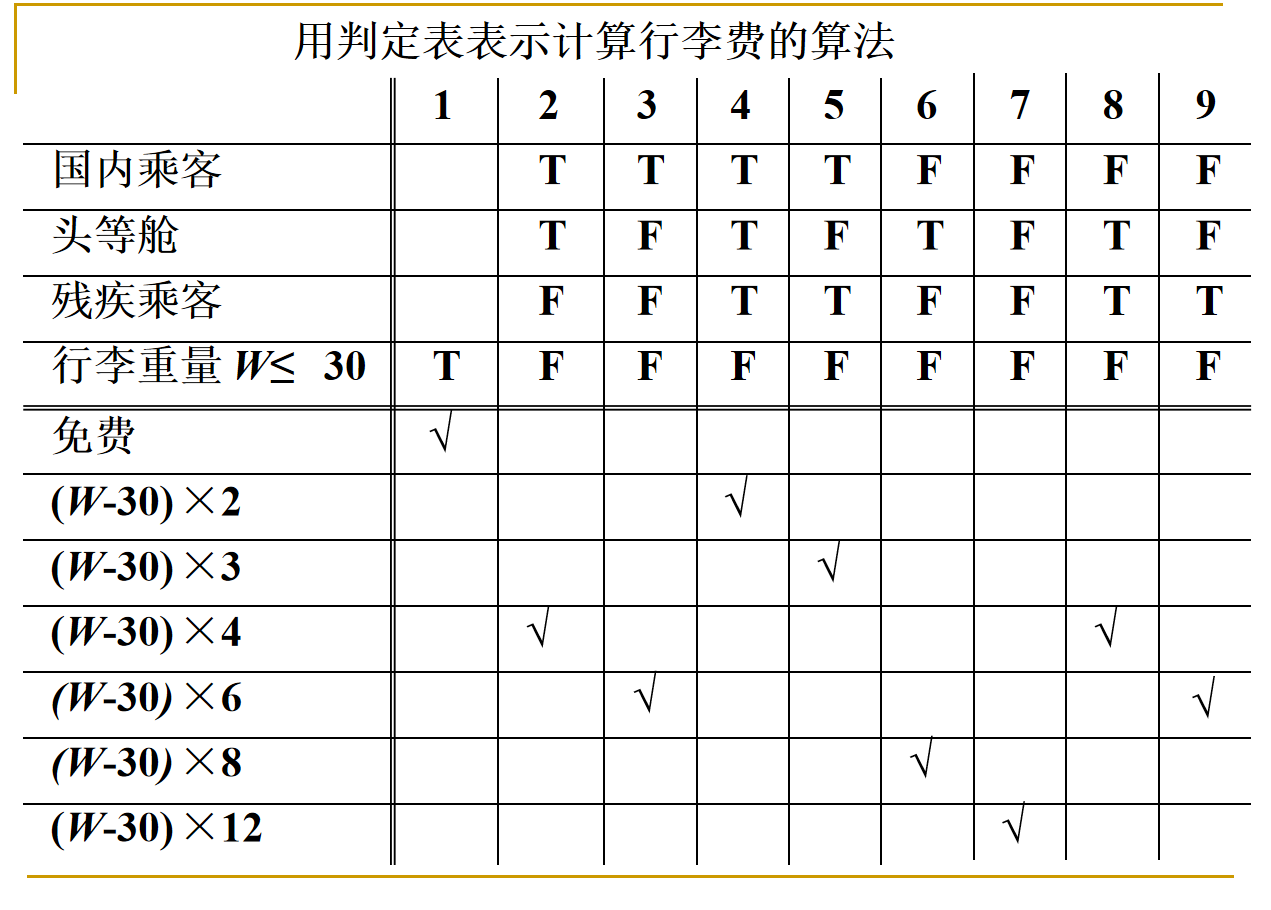 用判定表表示计算行李费的算法
1 2 3 4 5 6 7 8 9
国内乘客 T T T T F F F F
头等舱 T F T F T F T F
残疾乘客 F F T T F F T T
行李重量 W≤ 30 T F F F F F F F F
免费 √
(W-30) ×2 √
(W-30) ×3 √
(W-30) ×4 √ √
(W-30) ×6 √ √
(W-30) ×8 √
(W-30) ×12 √